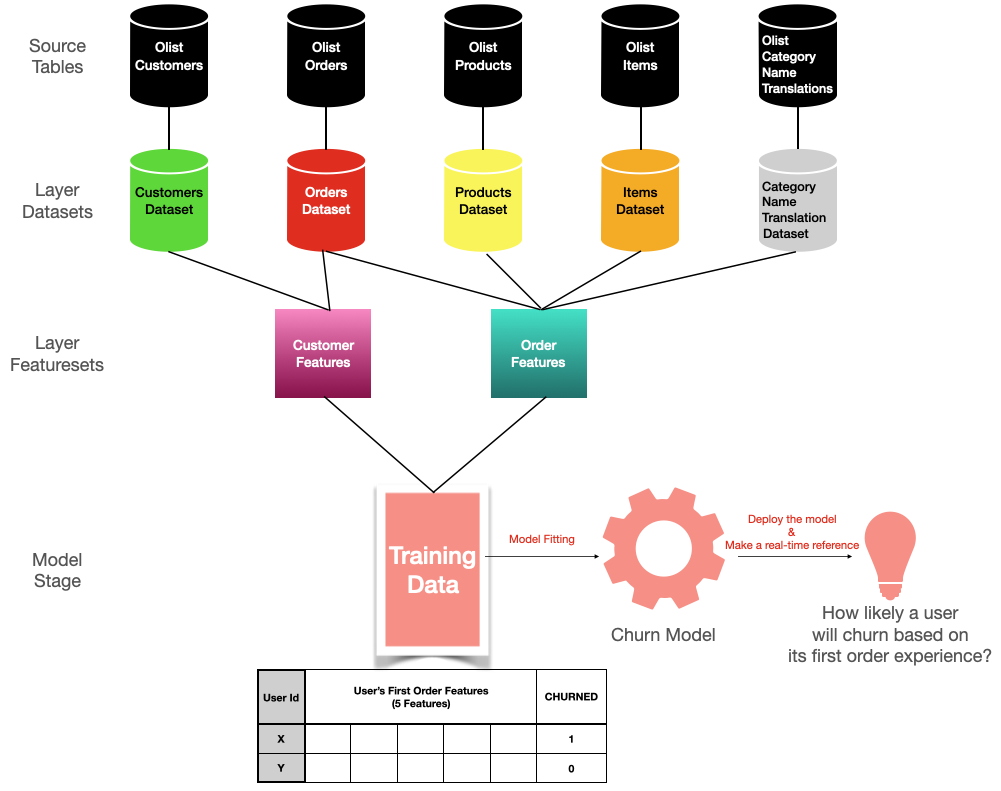 Source
Tables
Olist
Customers
Olist
Orders
Olist
Products
Olist
Items
Olist
Category
Name
Translations
Layer
Datasets
Customers
Dataset
Orders
Dataset
Products
Dataset
Items
Dataset
Category
Name
Translation
Dataset
Layer
Featuresets
Customer
Features
Order
Features
Model
Stage
Training
Data
Model Fitting
Churn Model
Deploy the model
&
Make a real-time reference
How likely a user
will churn based on
its first order experience?
User Id
User's First Order Features
(5 Features)
CHURNED
X
1
Y
0